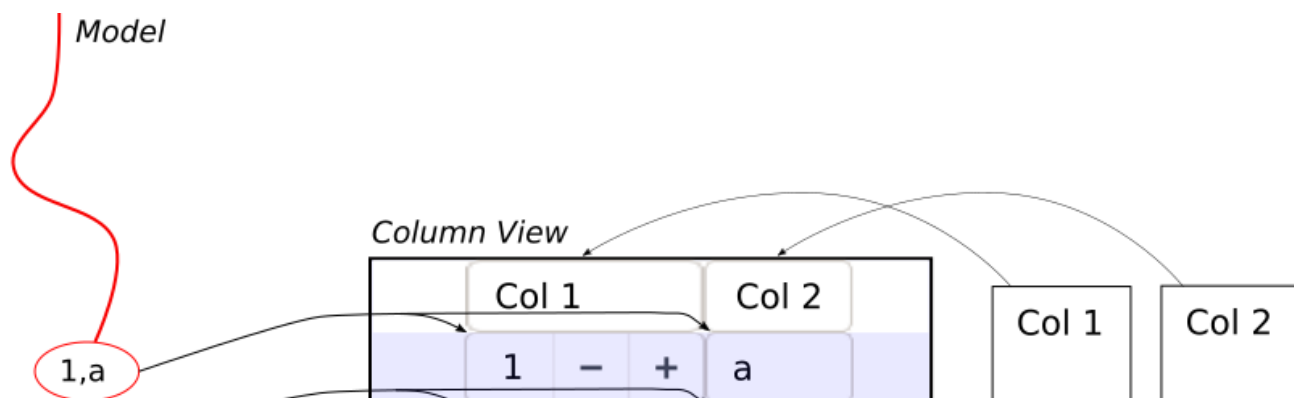 Model
Column View
Col 1 Col 2
Col 1 Col 2
1,a
1 − + a